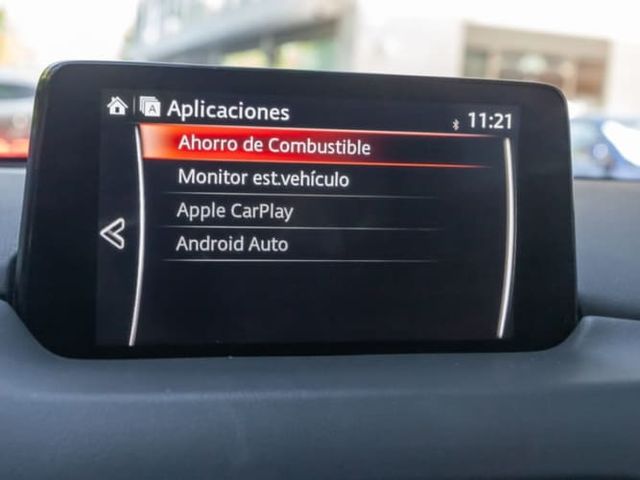 Aplicaciones 11:21
Ahorro de Combustible
Monitor est.vehículo
Apple CarPlay
Android Auto